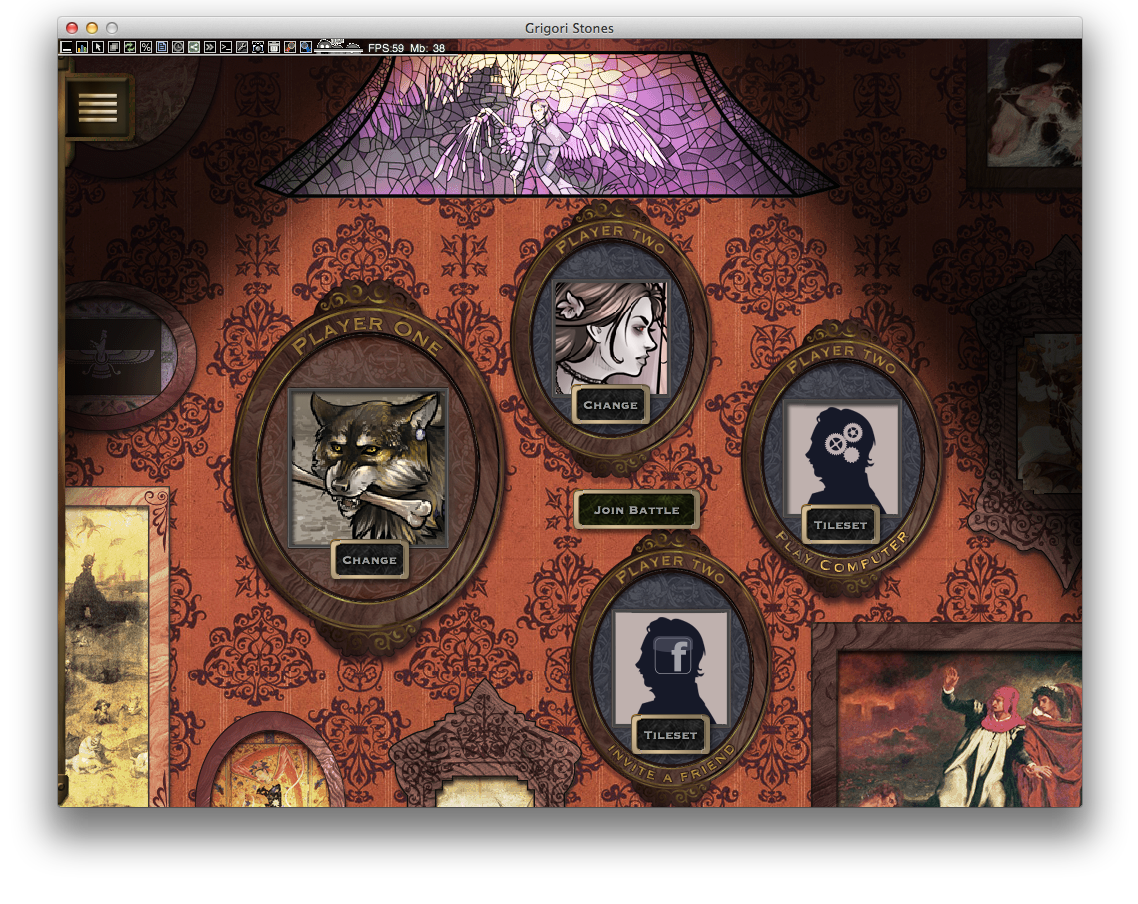 Grigori Stones
FPS:59 Mb: 38
PLAYER TWO
PLAYER ONE
CHANGE
PLAYER TWO
JOIN BATTLE
TILESET
PLAY COMPUTER
CHANGE
PLAYER TWO
f
TILESET
INVITE A FRIEND